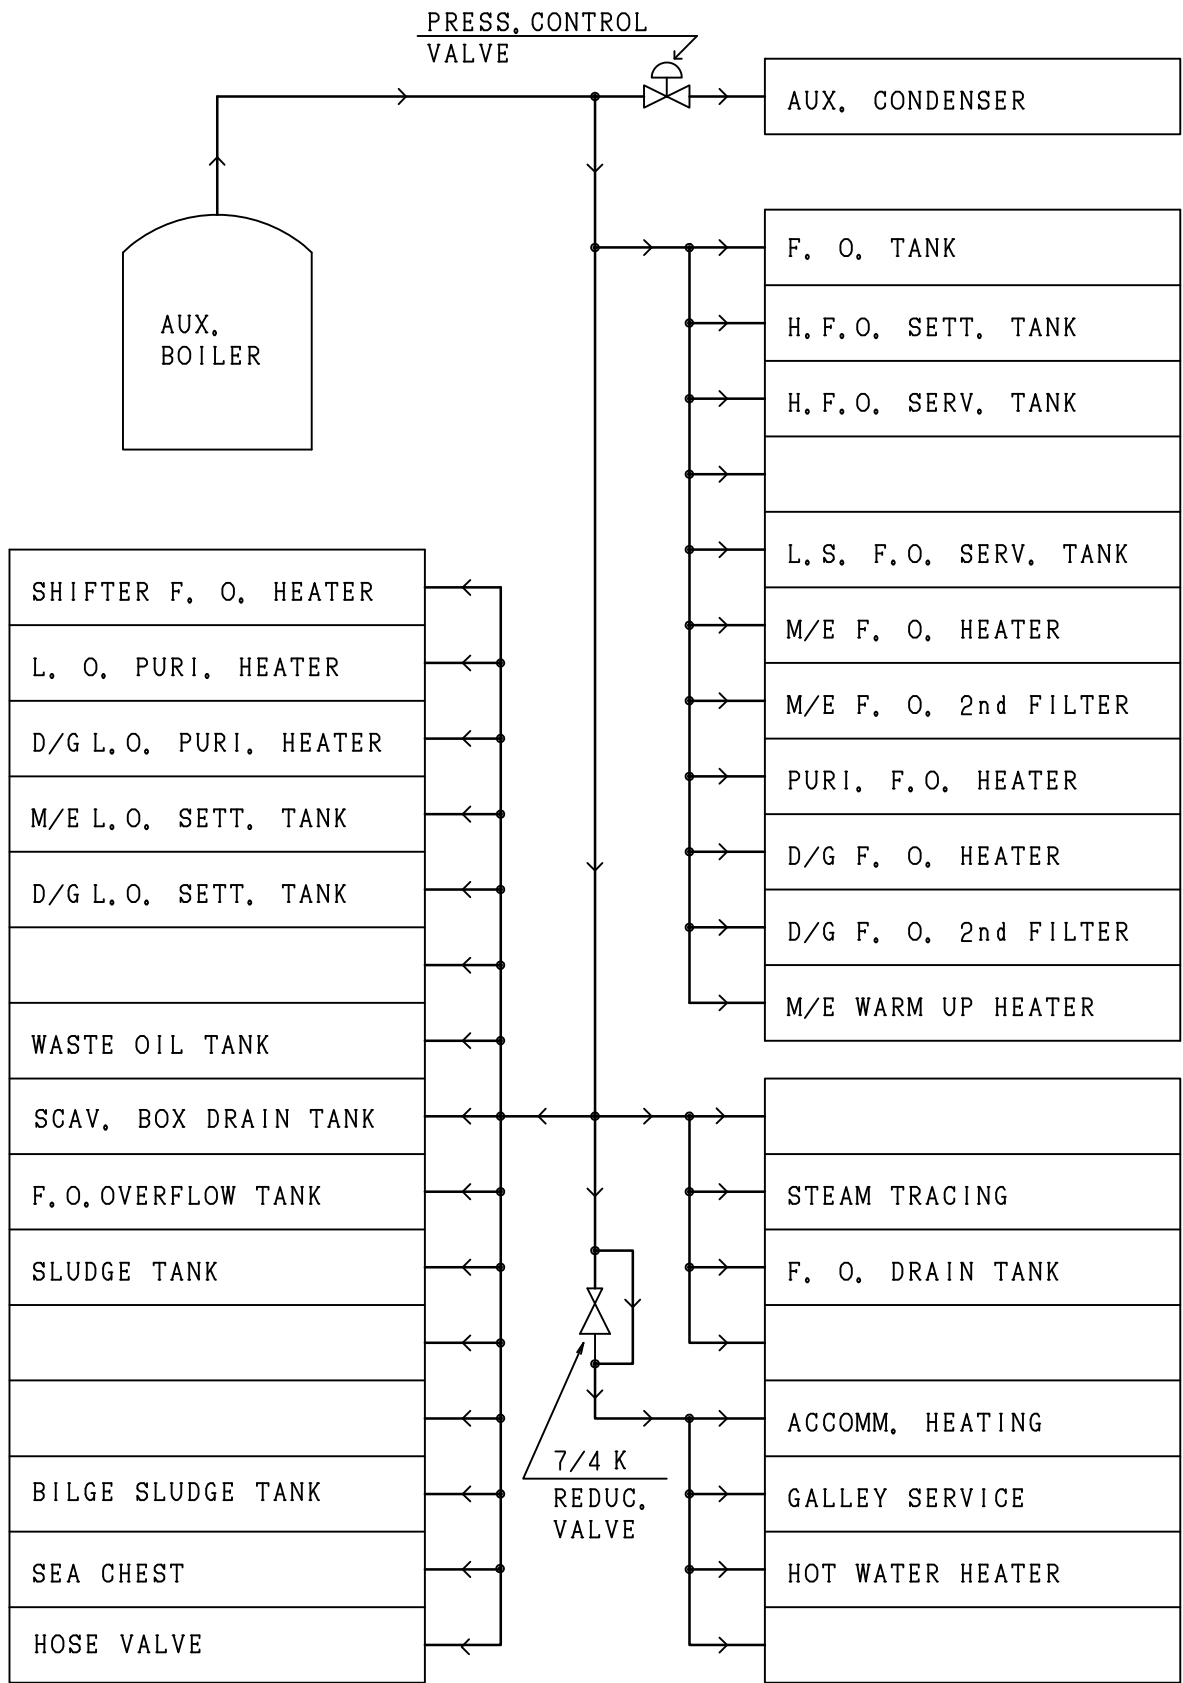 PRESS. CONTROL
VALVE
AUX. CONDENSER
AUX.
BOILER
F. O. TANK
H. F. O. SETT. TANK
H. F. O. SERV. TANK
L. S. F. O. SERV. TANK
M/E F. O. HEATER
M/E F. O. 2nd FILTER
PURI. F. O. HEATER
D/G F. O. HEATER
D/G F. O. 2nd FILTER
M/E WARM UP HEATER
SHIFTER F. O. HEATER
L. O. PURI. HEATER
D/G L. O. PURI. HEATER
M/E L. O. SETT. TANK
D/G L. O. SETT. TANK
WASTE OIL TANK
SCAV. BOX DRAIN TANK
F. O. OVERFLOW TANK
SLUDGE TANK
BILGE SLUDGE TANK
SEA CHEST
HOSE VALVE
7/4 K
REDUC.
VALVE
STEAM TRACING
F. O. DRAIN TANK
ACCOMM. HEATING
GALLEY SERVICE
HOT WATER HEATER